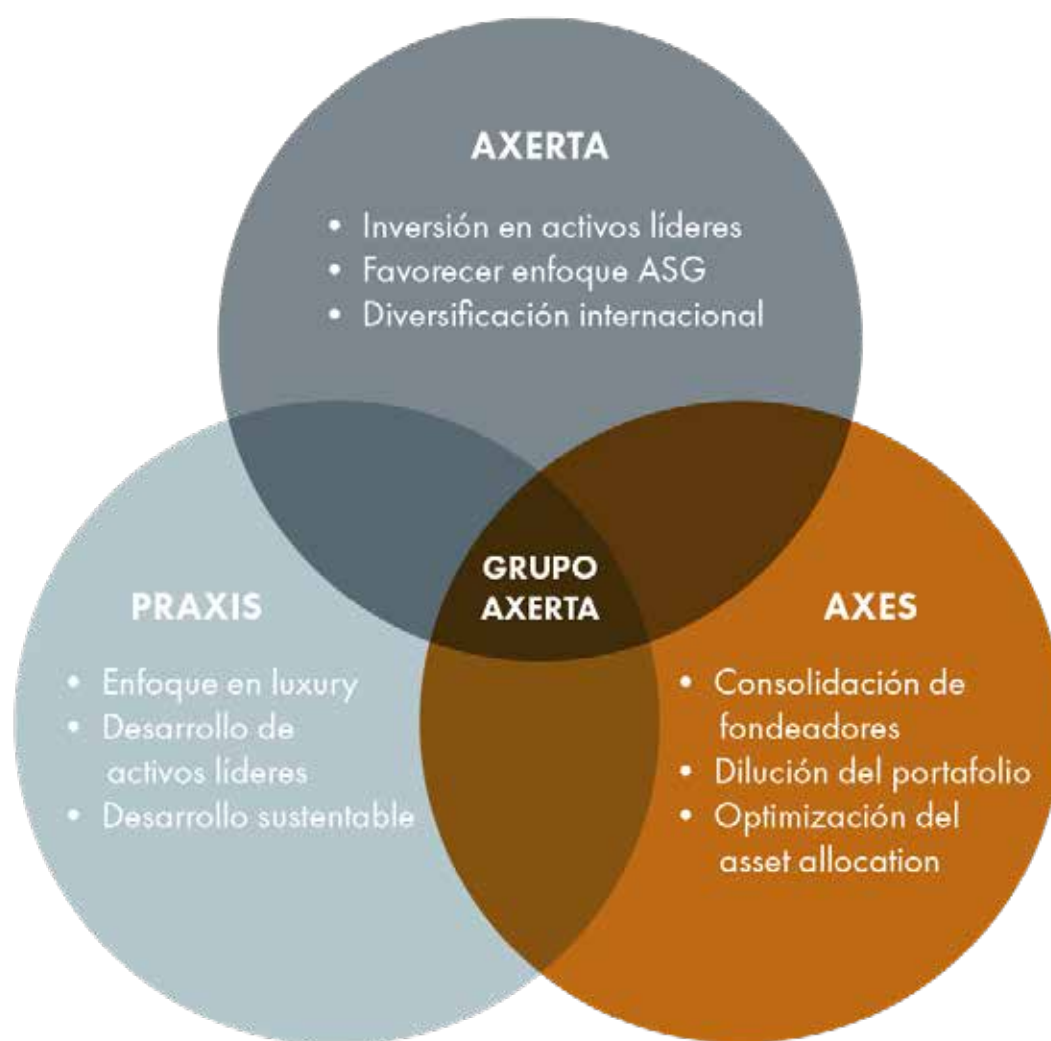 AXERTA
• Inversión en activos líderes
• Favorecer enfoque ASG
• Diversificación internacional
GRUPO
AXERTA
PRAXIS
• Enfoque en luxury
• Desarrollo de
activos líderes
• Desarrollo sustentable
AXES
• Consolidación de
fondeadores
• Dilución del portafolio
• Optimización del
asset allocation